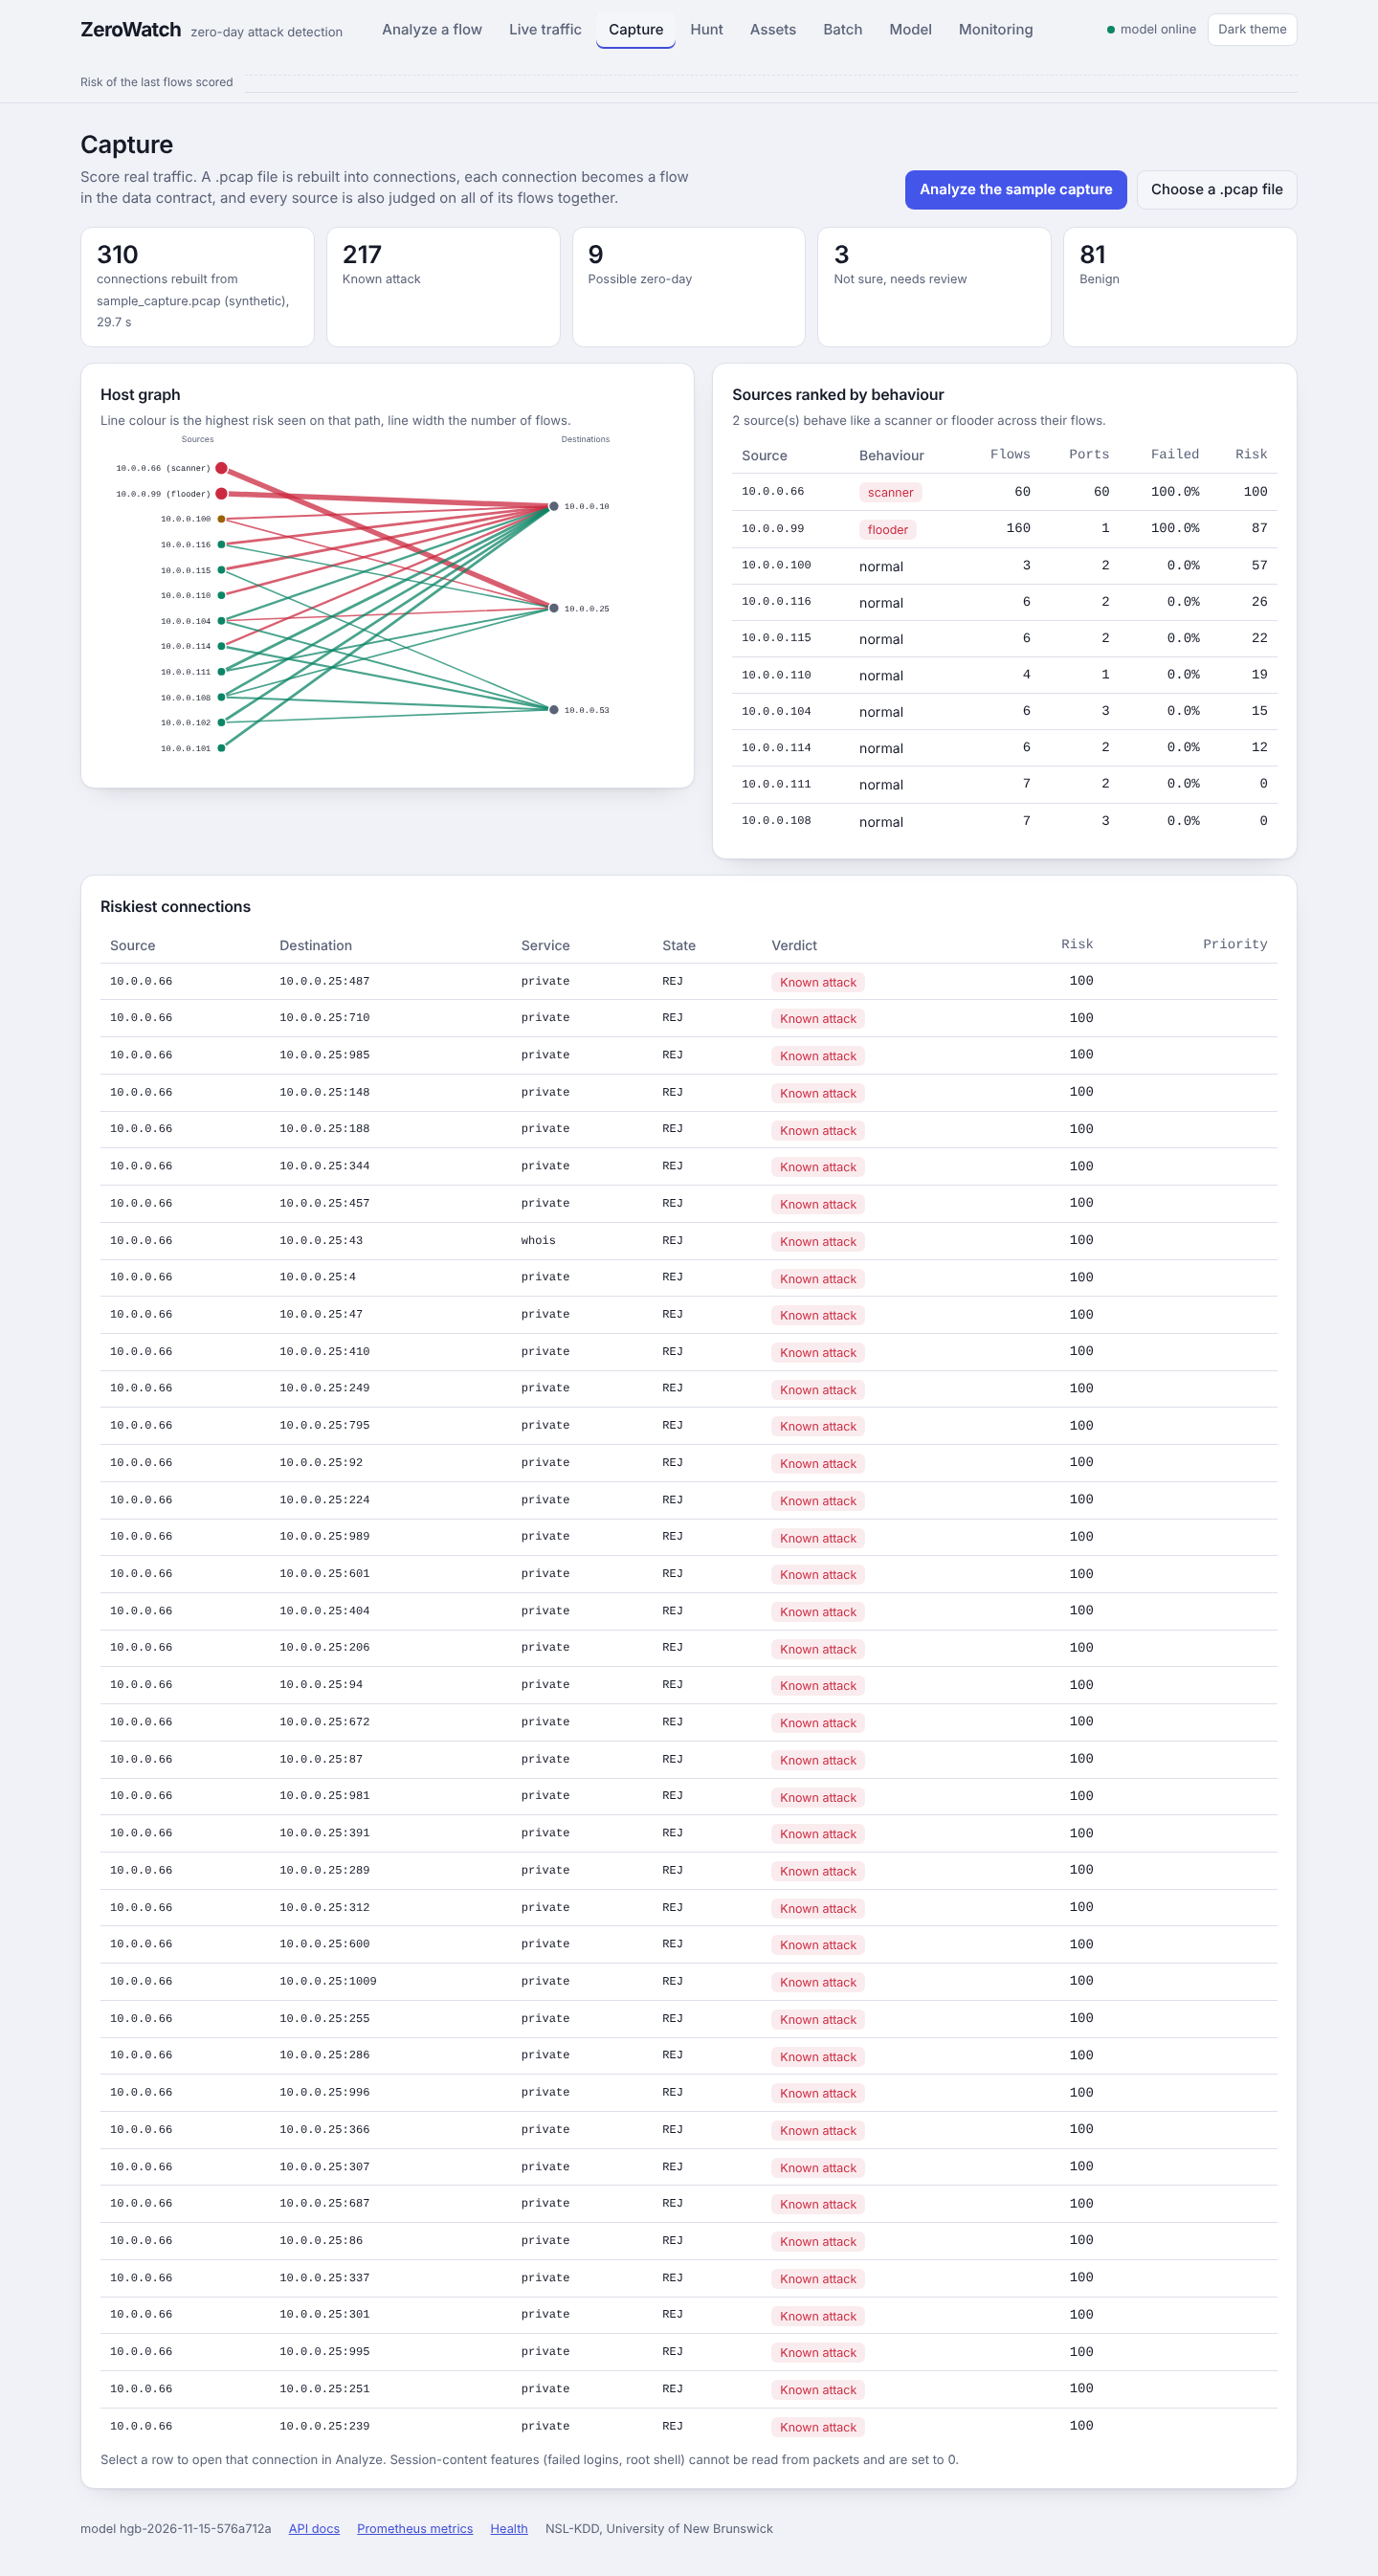 ZeroWatch zero-day attack detection Analyze a flow Live traffic Capture Hunt Assets Batch Model Monitoring model online Dark theme
Risk of the last flows scored
Capture
Score real traffic. A .pcap file is rebuilt into connections, each connection becomes a flow
in the data contract, and every source is also judged on all of its flows together.
Analyze the sample capture Choose a .pcap file
310
connections rebuilt from
sample_capture.pcap (synthetic),
29.7 s
217
Known attack
9
Possible zero-day
3
Not sure, needs review
81
Benign
Host graph
Line colour is the highest risk seen on that path, line width the number of flows.
Sources Destinations
10.0.0.66 (scanner)
10.0.0.99 (flooder)
10.0.0.100
10.0.0.116
10.0.0.115
10.0.0.110
10.0.0.104
10.0.0.114
10.0.0.111
10.0.0.108
10.0.0.102
10.0.0.101
10.0.0.10
10.0.0.25
10.0.0.53
Sources ranked by behaviour
2 source(s) behave like a scanner or flooder across their flows.
Source Behaviour Flows Ports Failed Risk
10.0.0.66 scanner 60 60 100.0% 100
10.0.0.99 flooder 160 1 100.0% 87
10.0.0.100 normal 3 2 0.0% 57
10.0.0.116 normal 6 2 0.0% 26
10.0.0.115 normal 6 2 0.0% 22
10.0.0.110 normal 4 1 0.0% 19
10.0.0.104 normal 6 3 0.0% 15
10.0.0.114 normal 6 2 0.0% 12
10.0.0.111 normal 7 2 0.0% 0
10.0.0.108 normal 7 3 0.0% 0
Riskiest connections
Source Destination Service State Verdict Risk Priority
10.0.0.66 10.0.0.25:487 private REJ Known attack 100
10.0.0.66 10.0.0.25:710 private REJ Known attack 100
10.0.0.66 10.0.0.25:985 private REJ Known attack 100
10.0.0.66 10.0.0.25:148 private REJ Known attack 100
10.0.0.66 10.0.0.25:188 private REJ Known attack 100
10.0.0.66 10.0.0.25:344 private REJ Known attack 100
10.0.0.66 10.0.0.25:457 private REJ Known attack 100
10.0.0.66 10.0.0.25:43 whois REJ Known attack 100
10.0.0.66 10.0.0.25:4 private REJ Known attack 100
10.0.0.66 10.0.0.25:47 private REJ Known attack 100
10.0.0.66 10.0.0.25:410 private REJ Known attack 100
10.0.0.66 10.0.0.25:249 private REJ Known attack 100
10.0.0.66 10.0.0.25:795 private REJ Known attack 100
10.0.0.66 10.0.0.25:92 private REJ Known attack 100
10.0.0.66 10.0.0.25:224 private REJ Known attack 100
10.0.0.66 10.0.0.25:989 private REJ Known attack 100
10.0.0.66 10.0.0.25:601 private REJ Known attack 100
10.0.0.66 10.0.0.25:404 private REJ Known attack 100
10.0.0.66 10.0.0.25:206 private REJ Known attack 100
10.0.0.66 10.0.0.25:94 private REJ Known attack 100
10.0.0.66 10.0.0.25:672 private REJ Known attack 100
10.0.0.66 10.0.0.25:87 private REJ Known attack 100
10.0.0.66 10.0.0.25:981 private REJ Known attack 100
10.0.0.66 10.0.0.25:391 private REJ Known attack 100
10.0.0.66 10.0.0.25:289 private REJ Known attack 100
10.0.0.66 10.0.0.25:312 private REJ Known attack 100
10.0.0.66 10.0.0.25:600 private REJ Known attack 100
10.0.0.66 10.0.0.25:1009 private REJ Known attack 100
10.0.0.66 10.0.0.25:255 private REJ Known attack 100
10.0.0.66 10.0.0.25:286 private REJ Known attack 100
10.0.0.66 10.0.0.25:996 private REJ Known attack 100
10.0.0.66 10.0.0.25:366 private REJ Known attack 100
10.0.0.66 10.0.0.25:307 private REJ Known attack 100
10.0.0.66 10.0.0.25:687 private REJ Known attack 100
10.0.0.66 10.0.0.25:86 private REJ Known attack 100
10.0.0.66 10.0.0.25:337 private REJ Known attack 100
10.0.0.66 10.0.0.25:301 private REJ Known attack 100
10.0.0.66 10.0.0.25:995 private REJ Known attack 100
10.0.0.66 10.0.0.25:251 private REJ Known attack 100
10.0.0.66 10.0.0.25:239 private REJ Known attack 100
Select a row to open that connection in Analyze. Session-content features (failed logins, root shell) cannot be read from packets and are set to 0.
model hgb-2026-11-15-576a712a API docs Prometheus metrics Health NSL-KDD, University of New Brunswick